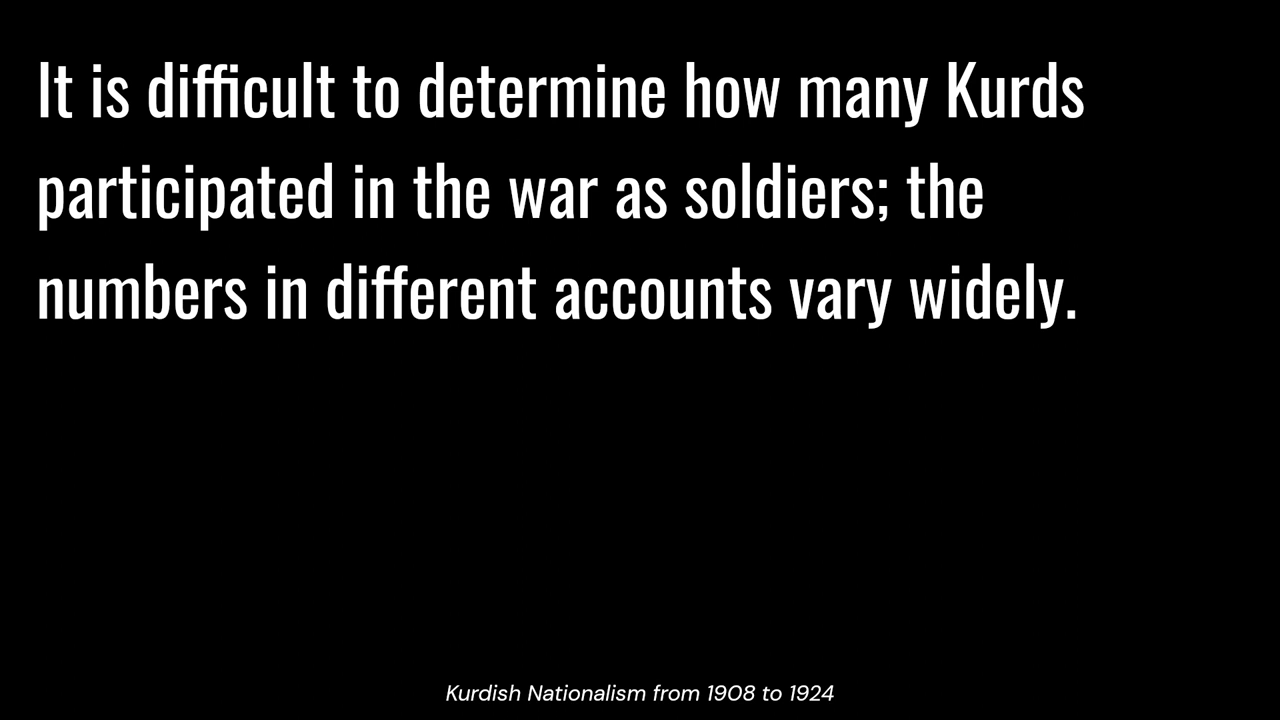 It is difficult to determine how many Kurds
participated in the war as soldiers; the
numbers in different accounts vary widely.
Kurdish Nationalism from 1908 to 1924